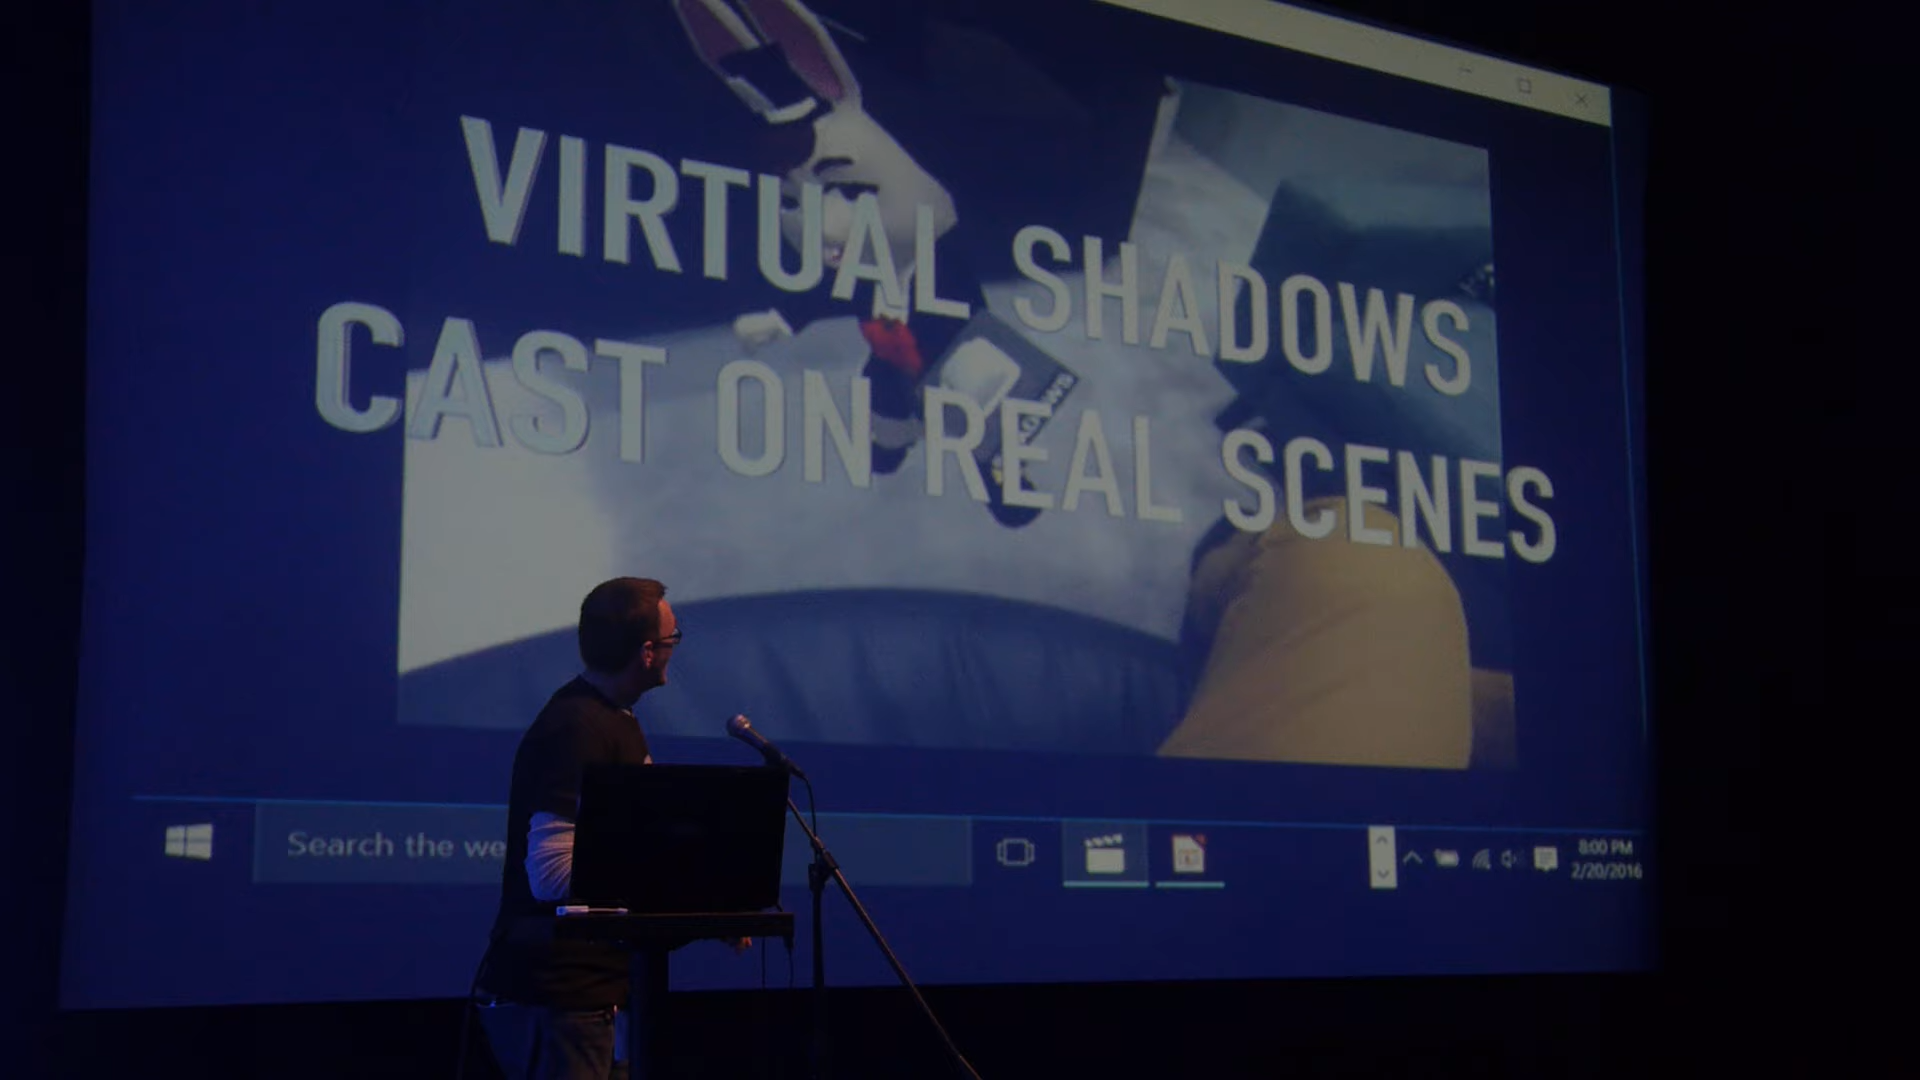 VIRTUAL SHADOWS
CAST ON REAL SCENES
Search the we
8:00 PM
2/20/2016